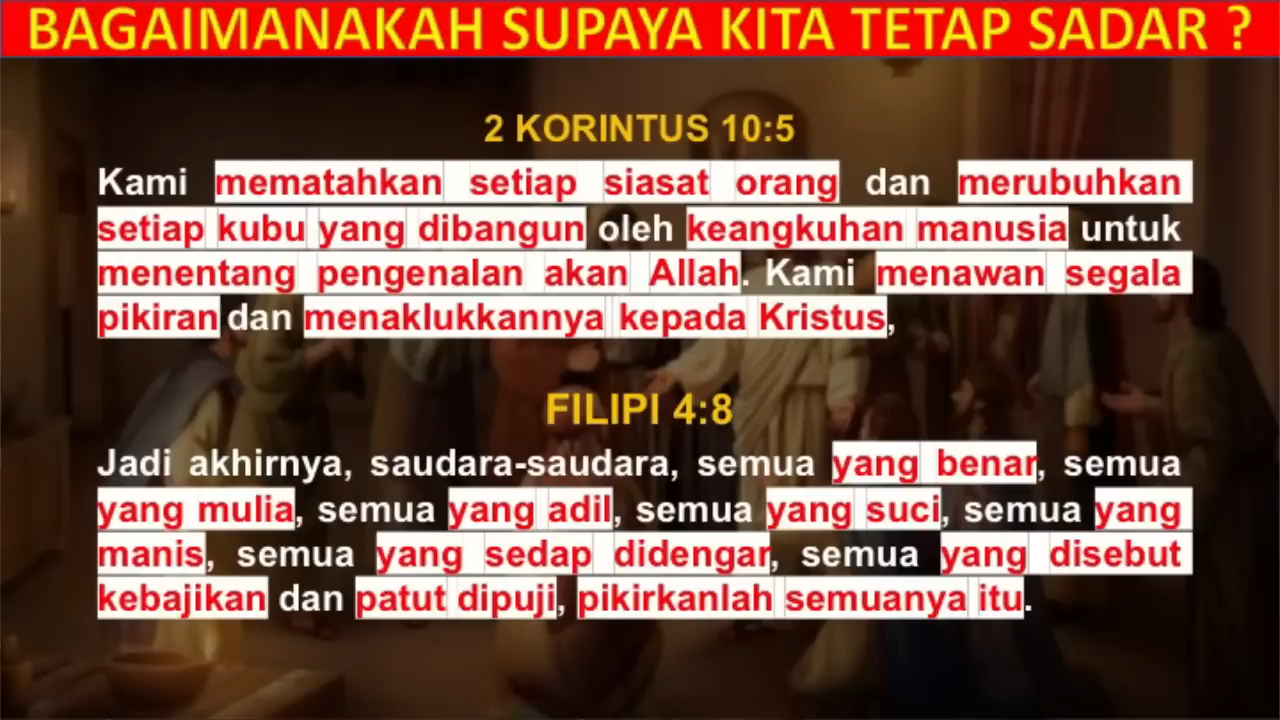 BAGAIMANAKAH SUPAYA KITA TETAP SADAR ?
2 KORINTUS 10:5
Kami mematahkan setiap siasat orang dan merubuhkan
setiap kubu yang dibangun oleh keangkuhan manusia untuk
menentang pengenalan akan Allah. Kami menawan segala
pikiran dan menaklukkannya kepada Kristus,
FILIPI 4:8
Jadi akhirnya, saudara-saudara, semua yang benar, semua
yang mulia, semua yang adil, semua yang suci, semua yang
manis, semua yang sedap didengar, semua yang disebut
kebajikan dan patut dipuji, pikirkanlah semuanya itu.